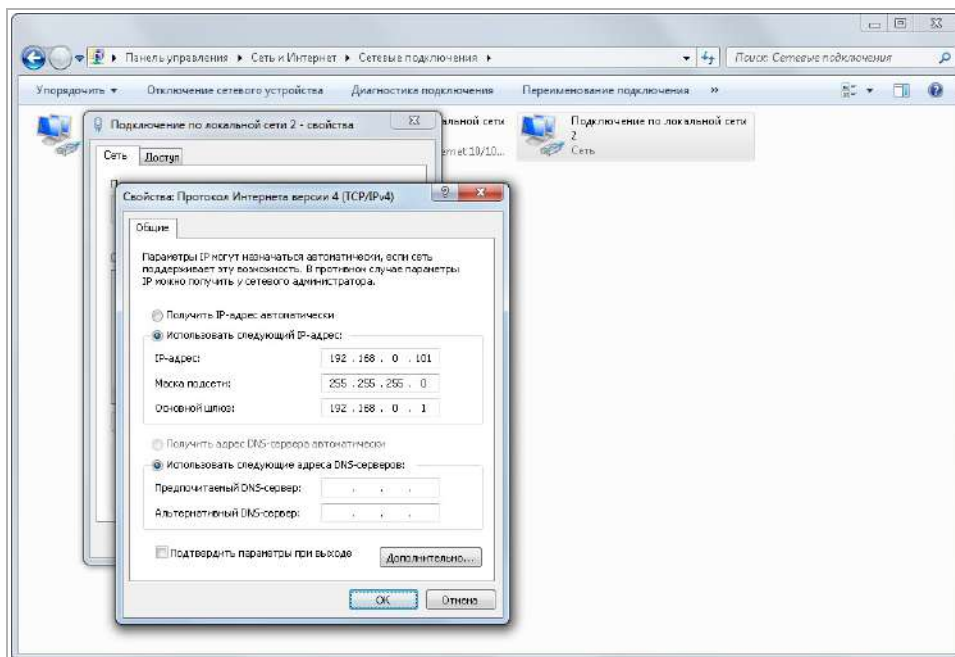 Панель управления ▸ Сеть и Интернет ▸ Сетевые подключения ▸
Поиск: Сетевые подключения
Упорядочить
Отключение сетевого устройства
Диагностика подключения
Переименование подключения
»
Подключение по локальной сети 2 - свойства
альной сети
Подключение по локальной сети
2
Сеть
Сеть
Доступ
Свойства: Протокол Интернета версии 4 (TCP/IPv4)
Общие
Параметры IP могут назначаться автоматически, если сеть
поддерживает эту возможность. В противном случае параметры
IP можно получить у сетевого администратора.
Получить IP-адрес автоматически
Использовать следующий IP-адрес:
IP-адрес: 192 . 168 . 0 . 101
Маска подсети: 255 . 255 . 255 . 0
Основной шлюз: 192 . 168 . 0 . 1
Получить адрес DNS-сервера автоматически
Использовать следующие адреса DNS-серверов:
Предпочитаемый DNS-сервер: . . .
Альтернативный DNS-сервер: . . .
Подтвердить параметры при выходе
Дополнительно...
ОК
Отмена